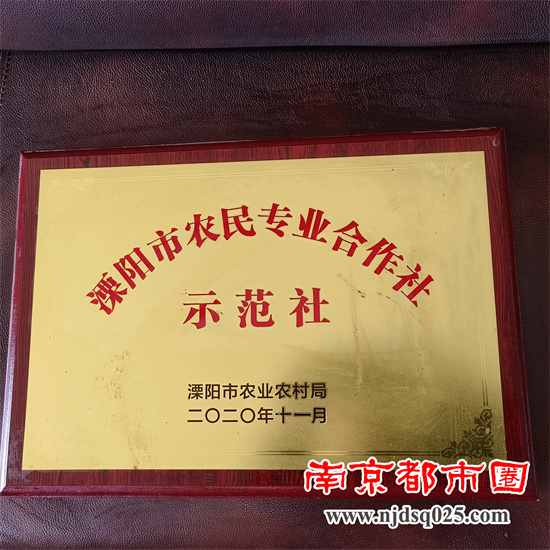 溧阳市农民专业合作社
示范社
溧阳市农业农村局
二〇二〇年十一月
南京都市圈
www.njdsq025.com